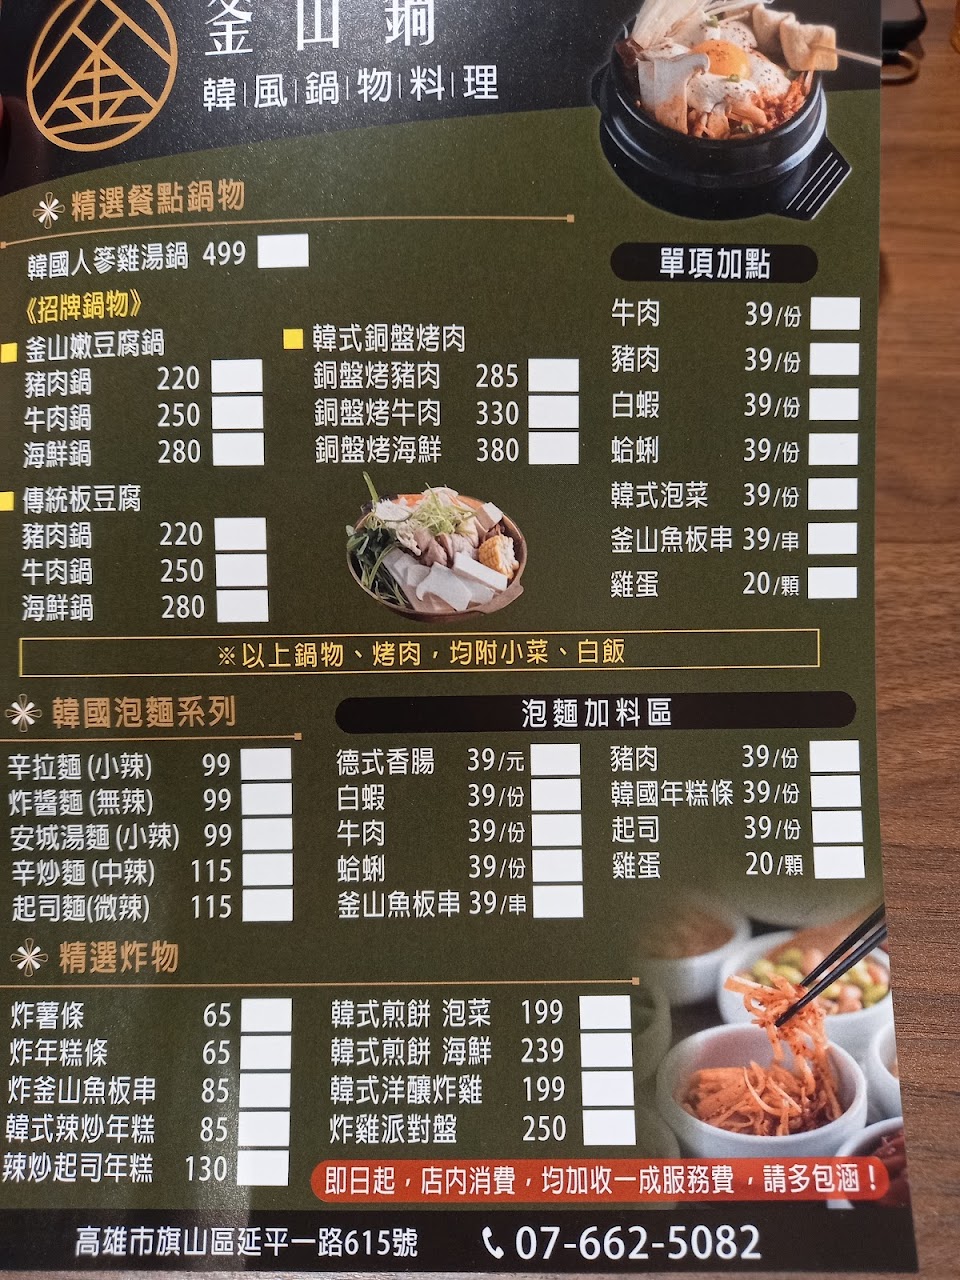 釜山鍋
韓|風|鍋|物|料|理
精選餐點鍋物
韓國人蔘雞湯鍋 499
《招牌鍋物》
釜山嫩豆腐鍋
豬肉鍋 220
牛肉鍋 250
海鮮鍋 280
傳統板豆腐
豬肉鍋 220
牛肉鍋 250
海鮮鍋 280
韓式銅盤烤肉
銅盤烤豬肉 285
銅盤烤牛肉 330
銅盤烤海鮮 380
單項加點
牛肉 39/份
豬肉 39/份
白蝦 39/份
蛤蜊 39/份
韓式泡菜 39/份
釜山魚板串 39/串
雞蛋 20/顆
※以上鍋物、烤肉，均附小菜、白飯
韓國泡麵系列
辛拉麵(小辣) 99
炸醬麵(無辣) 99
安城湯麵(小辣) 99
辛炒麵(中辣) 115
起司麵(微辣) 115
泡麵加料區
德式香腸 39/元
白蝦 39/份
牛肉 39/份
蛤蜊 39/份
釜山魚板串 39/串
豬肉 39/份
韓國年糕條 39/份
起司 39/份
雞蛋 20/顆
精選炸物
炸薯條 65
炸年糕條 65
炸釜山魚板串 85
韓式辣炒年糕 85
辣炒起司年糕 130
韓式煎餅 泡菜 199
韓式煎餅 海鮮 239
韓式洋釀炸雞 199
炸雞派對盤 250
即日起，店內消費，均加收一成服務費，請多包涵！
高雄市旗山區延平一路615號
07-662-5082